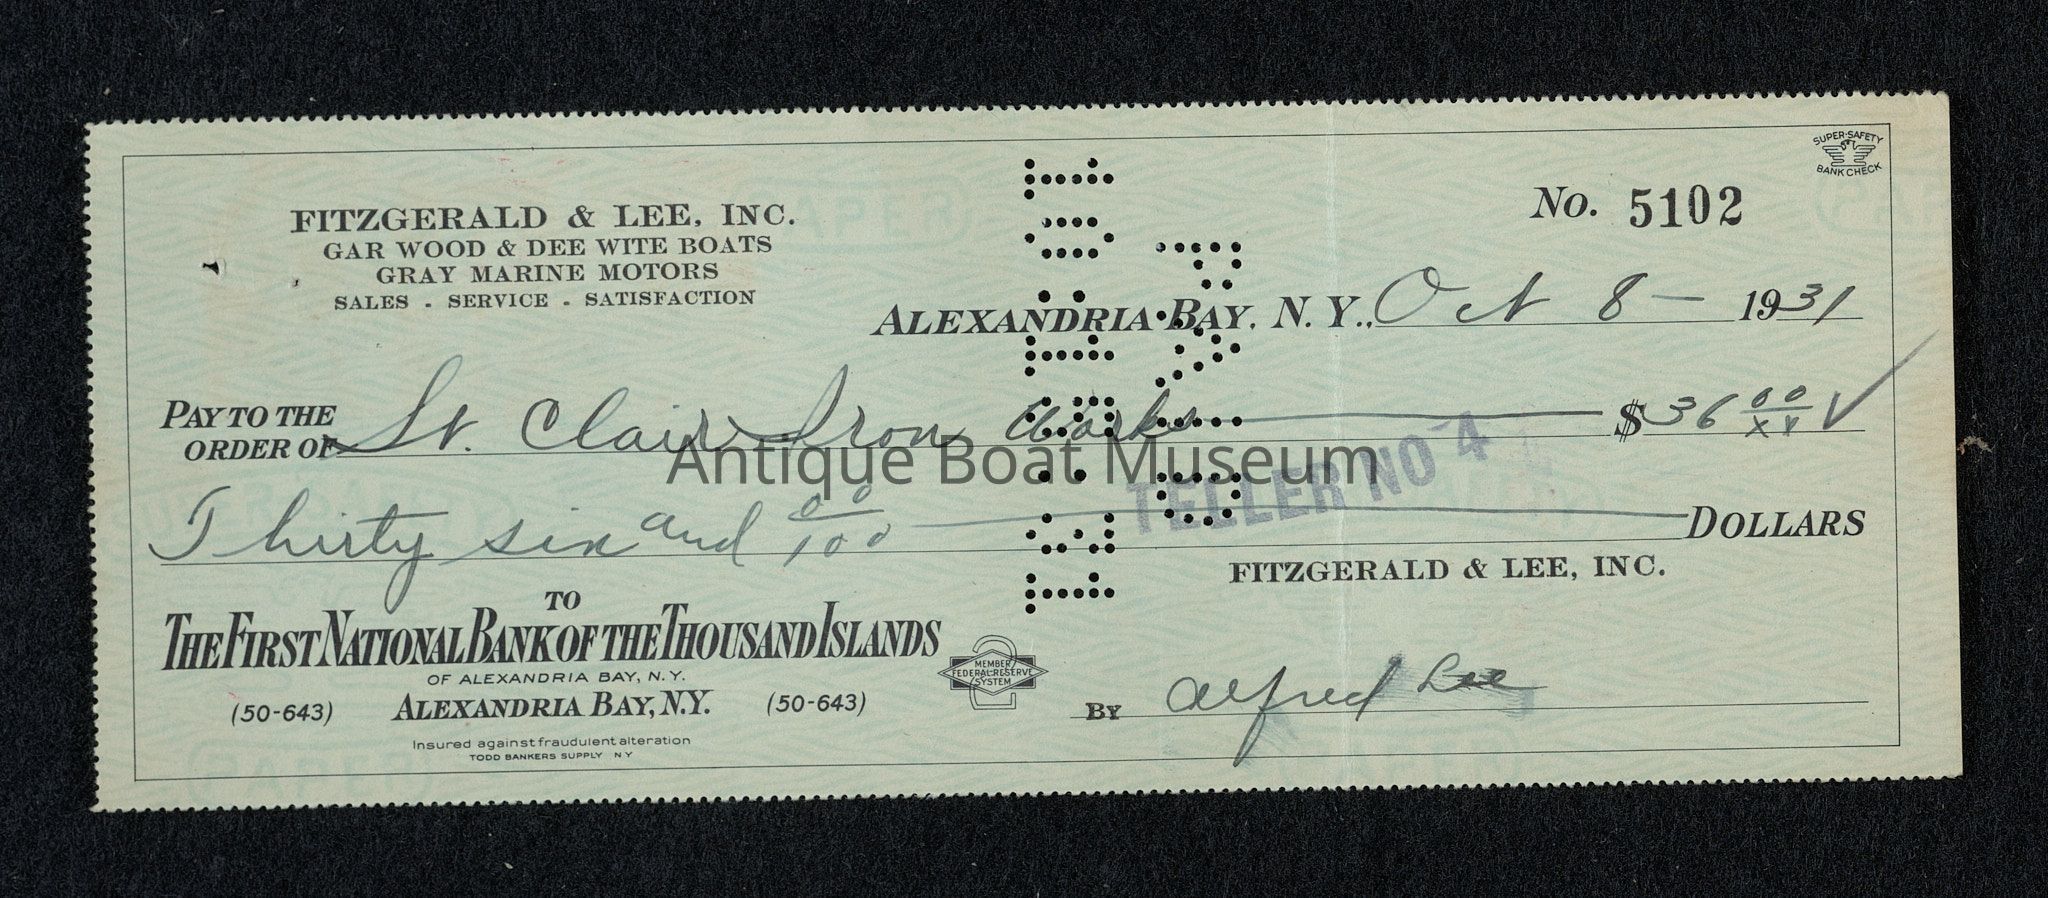 SUPER-SAFETY
BANK CHECK
No. 5102
FITZGERALD & LEE, INC.
GAR WOOD & DEE WITE BOATS
GRAY MARINE MOTORS
SALES - SERVICE - SATISFACTION
ALEXANDRIA BAY, N. Y., Oct 8 – 1931
PAY TO THE
ORDER OF St. Clair Iron Works $36 00/xx
Antique Boat Museum
TELLER NO 4
PAID
Thirty six and 00/100 DOLLARS
FITZGERALD & LEE, INC.
TO
THE FIRST NATIONAL BANK OF THE THOUSAND ISLANDS
OF ALEXANDRIA BAY, N.Y.
(50-643) ALEXANDRIA BAY, N.Y. (50-643)
MEMBER
FEDERAL RESERVE
SYSTEM
2
BY Alfred Lee
Insured against fraudulent alteration
TODD BANKERS SUPPLY N Y